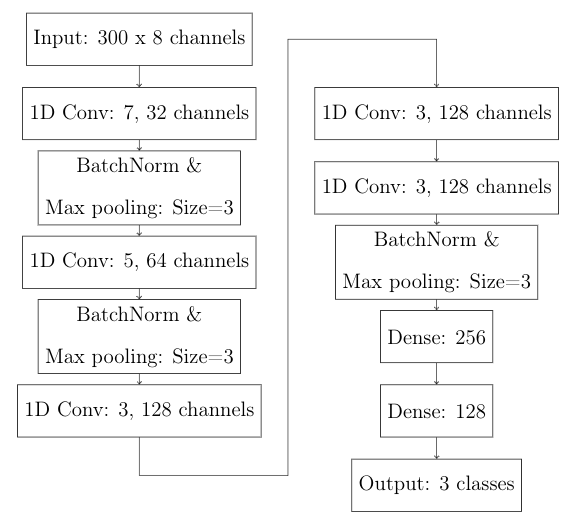 Input: 300 x 8 channels
1D Conv: 7, 32 channels
BatchNorm &
Max pooling: Size=3
1D Conv: 5, 64 channels
BatchNorm &
Max pooling: Size=3
1D Conv: 3, 128 channels
1D Conv: 3, 128 channels
1D Conv: 3, 128 channels
BatchNorm &
Max pooling: Size=3
Dense: 256
Dense: 128
Output: 3 classes